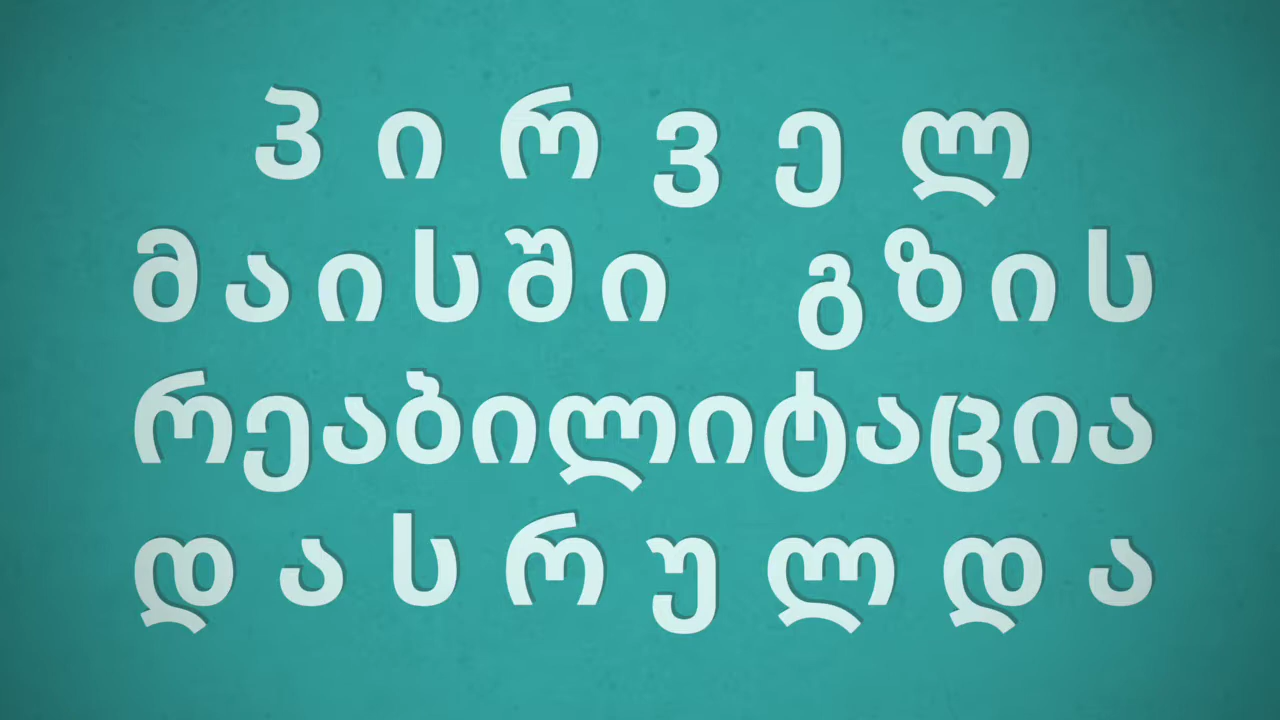 პირველ
მაისში გზის
რეაბილიტაცია
დასრულდა